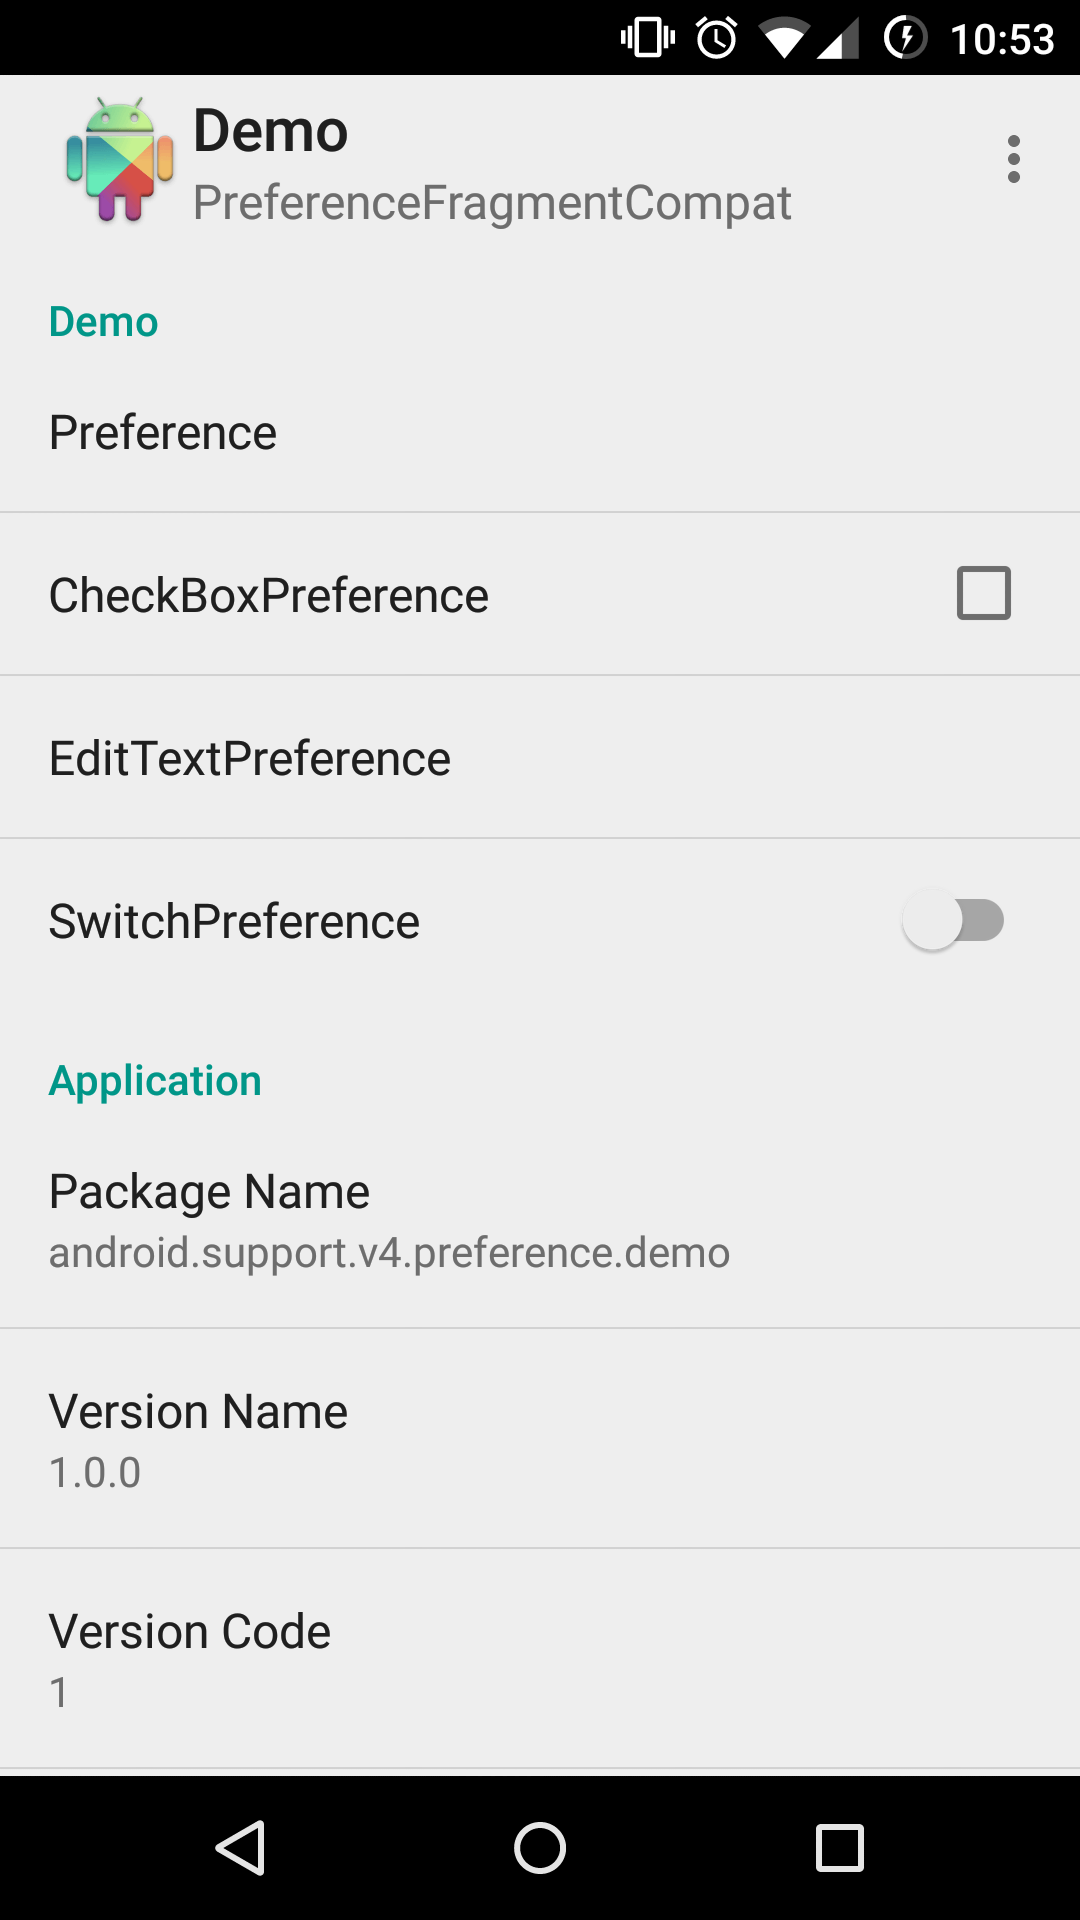 10:53
Demo
PreferenceFragmentCompat
Demo
Preference
CheckBoxPreference
EditTextPreference
SwitchPreference
Application
Package Name
android.support.v4.preference.demo
Version Name
1.0.0
Version Code
1